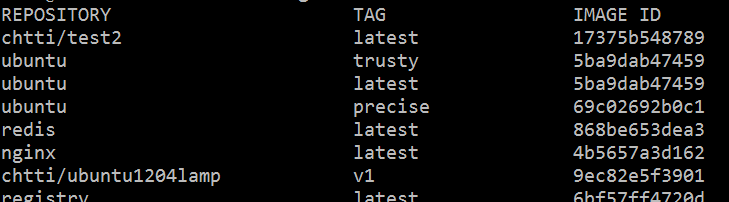 REPOSITORY TAG IMAGE ID
chtti/test2 latest 17375b548789
ubuntu trusty 5ba9dab47459
ubuntu latest 5ba9dab47459
ubuntu precise 69c02692b0c1
redis latest 868be653dea3
nginx latest 4b5657a3d162
chtti/ubuntu1204lamp v1 9ec82e5f3901
registry latest 6bf57ff4720d